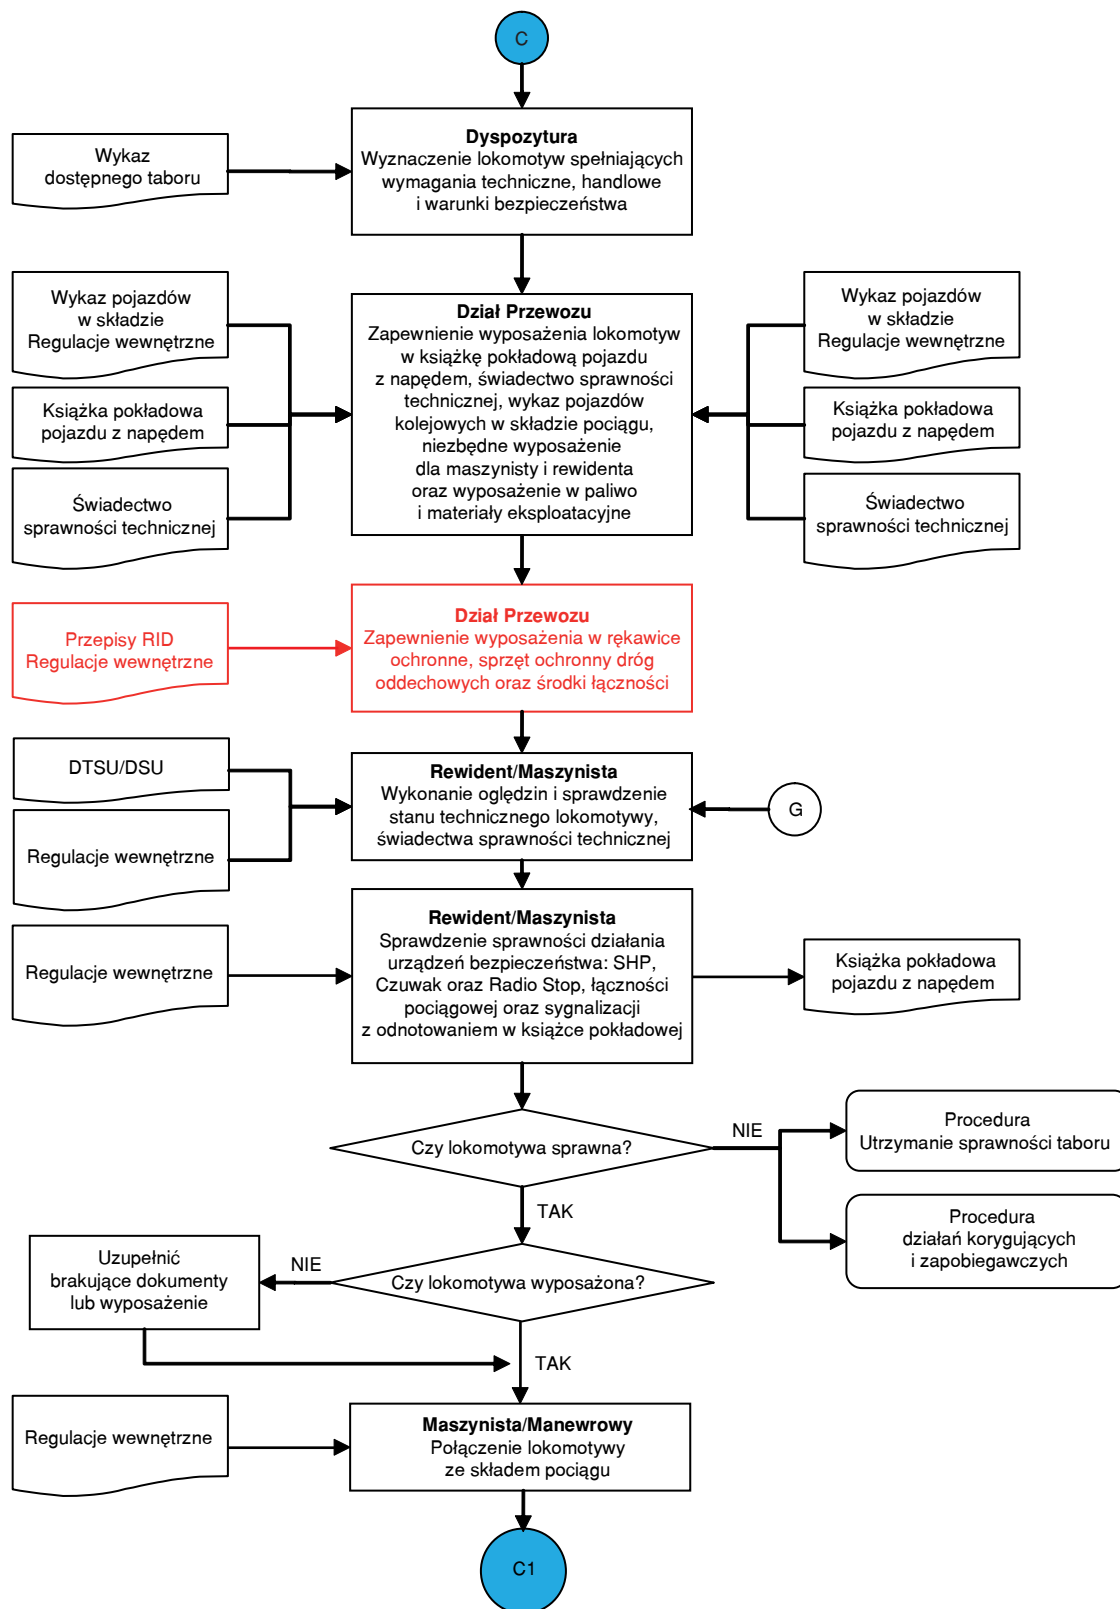 C
Dyspozytura
Wyznaczenie lokomotyw spełniających
wymagania techniczne, handlowe
i warunki bezpieczeństwa
Wykaz
dostępnego taboru
Wykaz pojazdów
w składzie
Regulacje wewnętrzne
Książka pokładowa
pojazdu z napędem
Świadectwo
sprawności technicznej
Dział Przewozu
Zapewnienie wyposażenia lokomotyw
w książkę pokładową pojazdu
z napędem, świadectwo sprawności
technicznej, wykaz pojazdów
kolejowych w składzie pociągu,
niezbędne wyposażenie
dla maszynisty i rewidenta
oraz wyposażenie w paliwo
i materiały eksploatacyjne
Wykaz pojazdów
w składzie
Regulacje wewnętrzne
Książka pokładowa
pojazdu z napędem
Świadectwo
sprawności technicznej
Przepisy RID
Regulacje wewnętrzne
Dział Przewozu
Zapewnienie wyposażenia w rękawice
ochronne, sprzęt ochronny dróg
oddechowych oraz środki łączności
DTSU/DSU
Regulacje wewnętrzne
Rewident/Maszynista
Wykonanie oględzin i sprawdzenie
stanu technicznego lokomotywy,
świadectwa sprawności technicznej
G
Regulacje wewnętrzne
Rewident/Maszynista
Sprawdzenie sprawności działania
urządzeń bezpieczeństwa: SHP,
Czuwak oraz Radio Stop, łączności
pociągowej oraz sygnalizacji
z odnotowaniem w książce pokładowej
Książka pokładowa
pojazdu z napędem
Czy lokomotywa sprawna?
NIE
Procedura
Utrzymanie sprawności taboru
Procedura
działań korygujących
i zapobiegawczych
TAK
Czy lokomotywa wyposażona?
NIE
Uzupełnić
brakujące dokumenty
lub wyposażenie
TAK
Regulacje wewnętrzne
Maszynista/Manewrowy
Połączenie lokomotywy
ze składem pociągu
C1